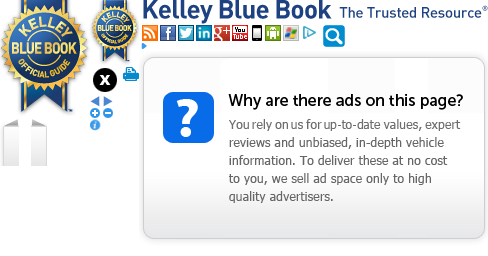 KELLEY
BLUE BOOK
OFFICIAL GUIDE
KELLEY
BLUE BOOK
OFFICIAL GUIDE
Kelley Blue Book The Trusted Resource®
f t in g+ You Tube
X
i
?
Why are there ads on this page?
You rely on us for up-to-date values, expert
reviews and unbiased, in-depth vehicle
information. To deliver these at no cost
to you, we sell ad space only to high
quality advertisers.